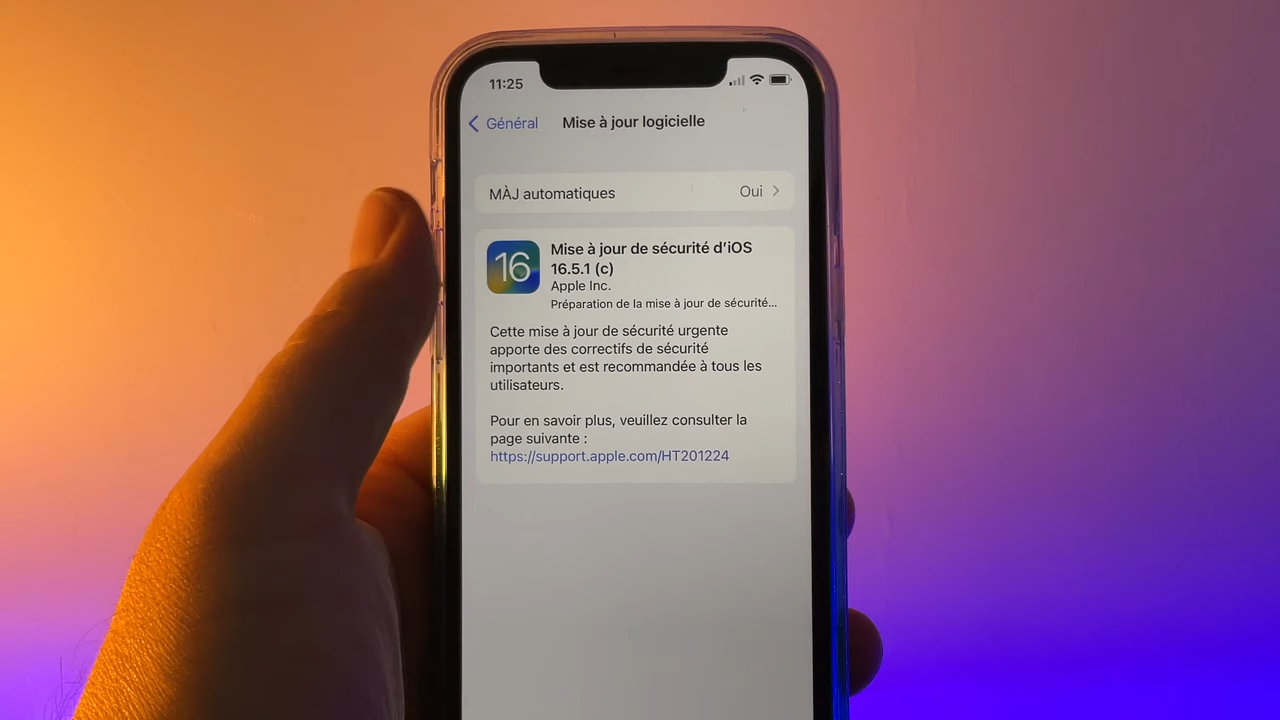 11:25
Général
Mise à jour logicielle
MÀJ automatiques
Oui
16
Mise à jour de sécurité d’iOS
16.5.1 (c)
Apple Inc.
Préparation de la mise à jour de sécurité...
Cette mise à jour de sécurité urgente
apporte des correctifs de sécurité
importants et est recommandée à tous les
utilisateurs.
Pour en savoir plus, veuillez consulter la
page suivante :
https://support.apple.com/HT201224